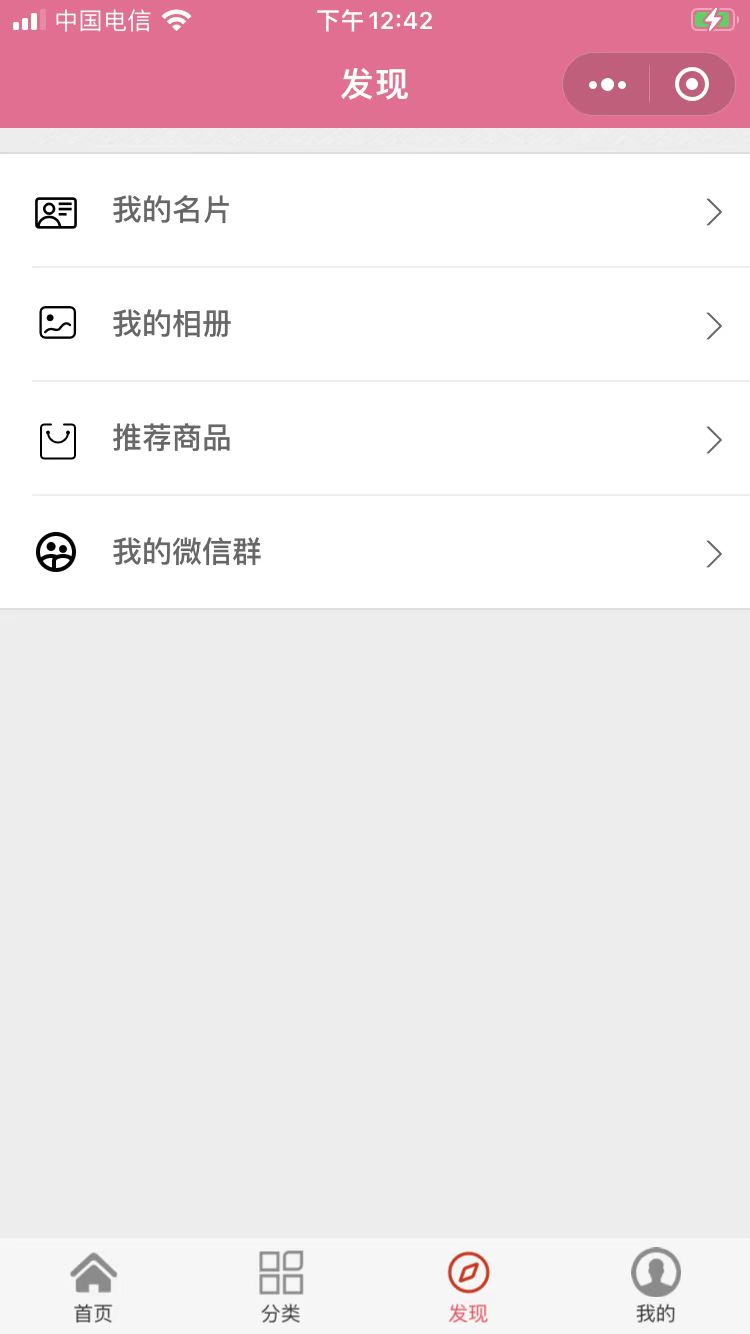 中国电信 下午12:42
发现
我的名片
我的相册
推荐商品
我的微信群
首页 分类 发现 我的